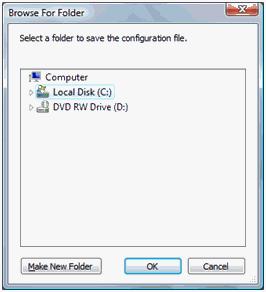 Browse For Folder
Select a folder to save the configuration file.
Computer
Local Disk (C:)
DVD RW Drive (D:)
Make New Folder
OK
Cancel